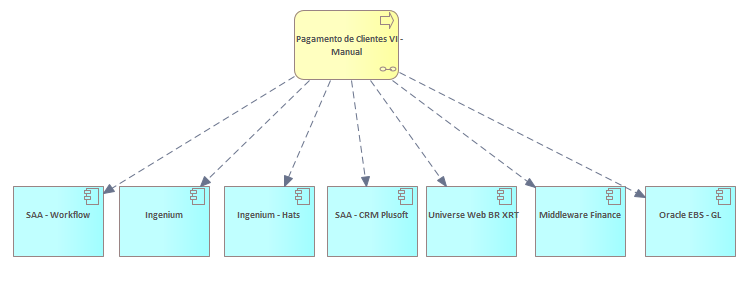 Pagamento de Clientes VI -
Manual
SAA - Workflow
Ingenium
Ingenium - Hats
SAA - CRM Plusoft
Universe Web BR XRT
Middleware Finance
Oracle EBS - GL